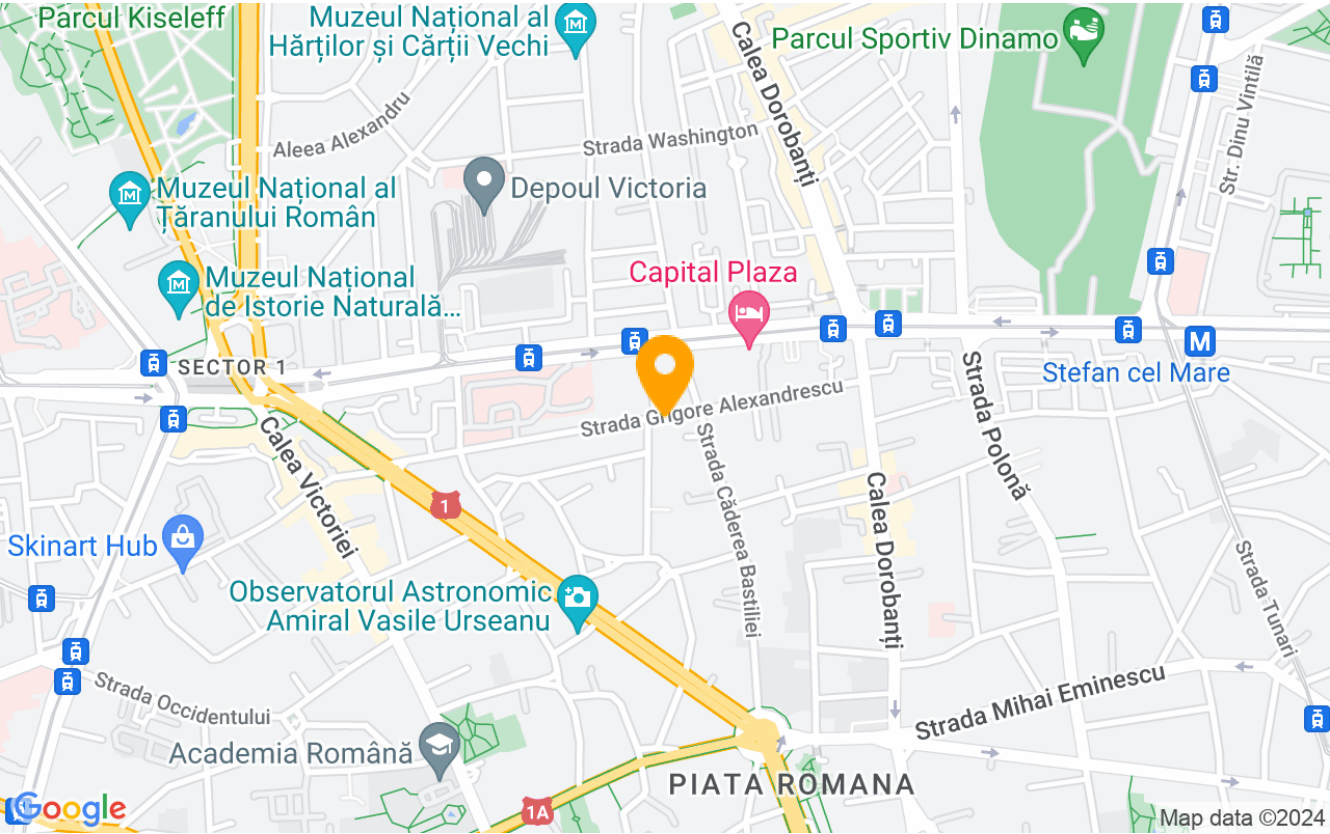 Parcul Kiseleff
Muzeul Național al
Hărților și Cărții Vechi
Calea Dorobanți
Parcul Sportiv Dinamo
Str. Dinu Vintilă
Aleea Alexandru
Strada Washington
Muzeul Național al
Țăranului Român
Depoul Victoria
Muzeul Național
de Istorie Naturală...
Capital Plaza
SECTOR 1
M
Stefan cel Mare
Strada Grigore Alexandrescu
Strada Polonă
Calea Victoriei
Strada Căderea Bastiliei
Calea Dorobanți
1
Skinart Hub
Observatorul Astronomic
Amiral Vasile Urseanu
Strada Tunari
Strada Occidentului
Strada Mihai Eminescu
Academia Română
PIATA ROMANA
1A
Google
Map data ©2024